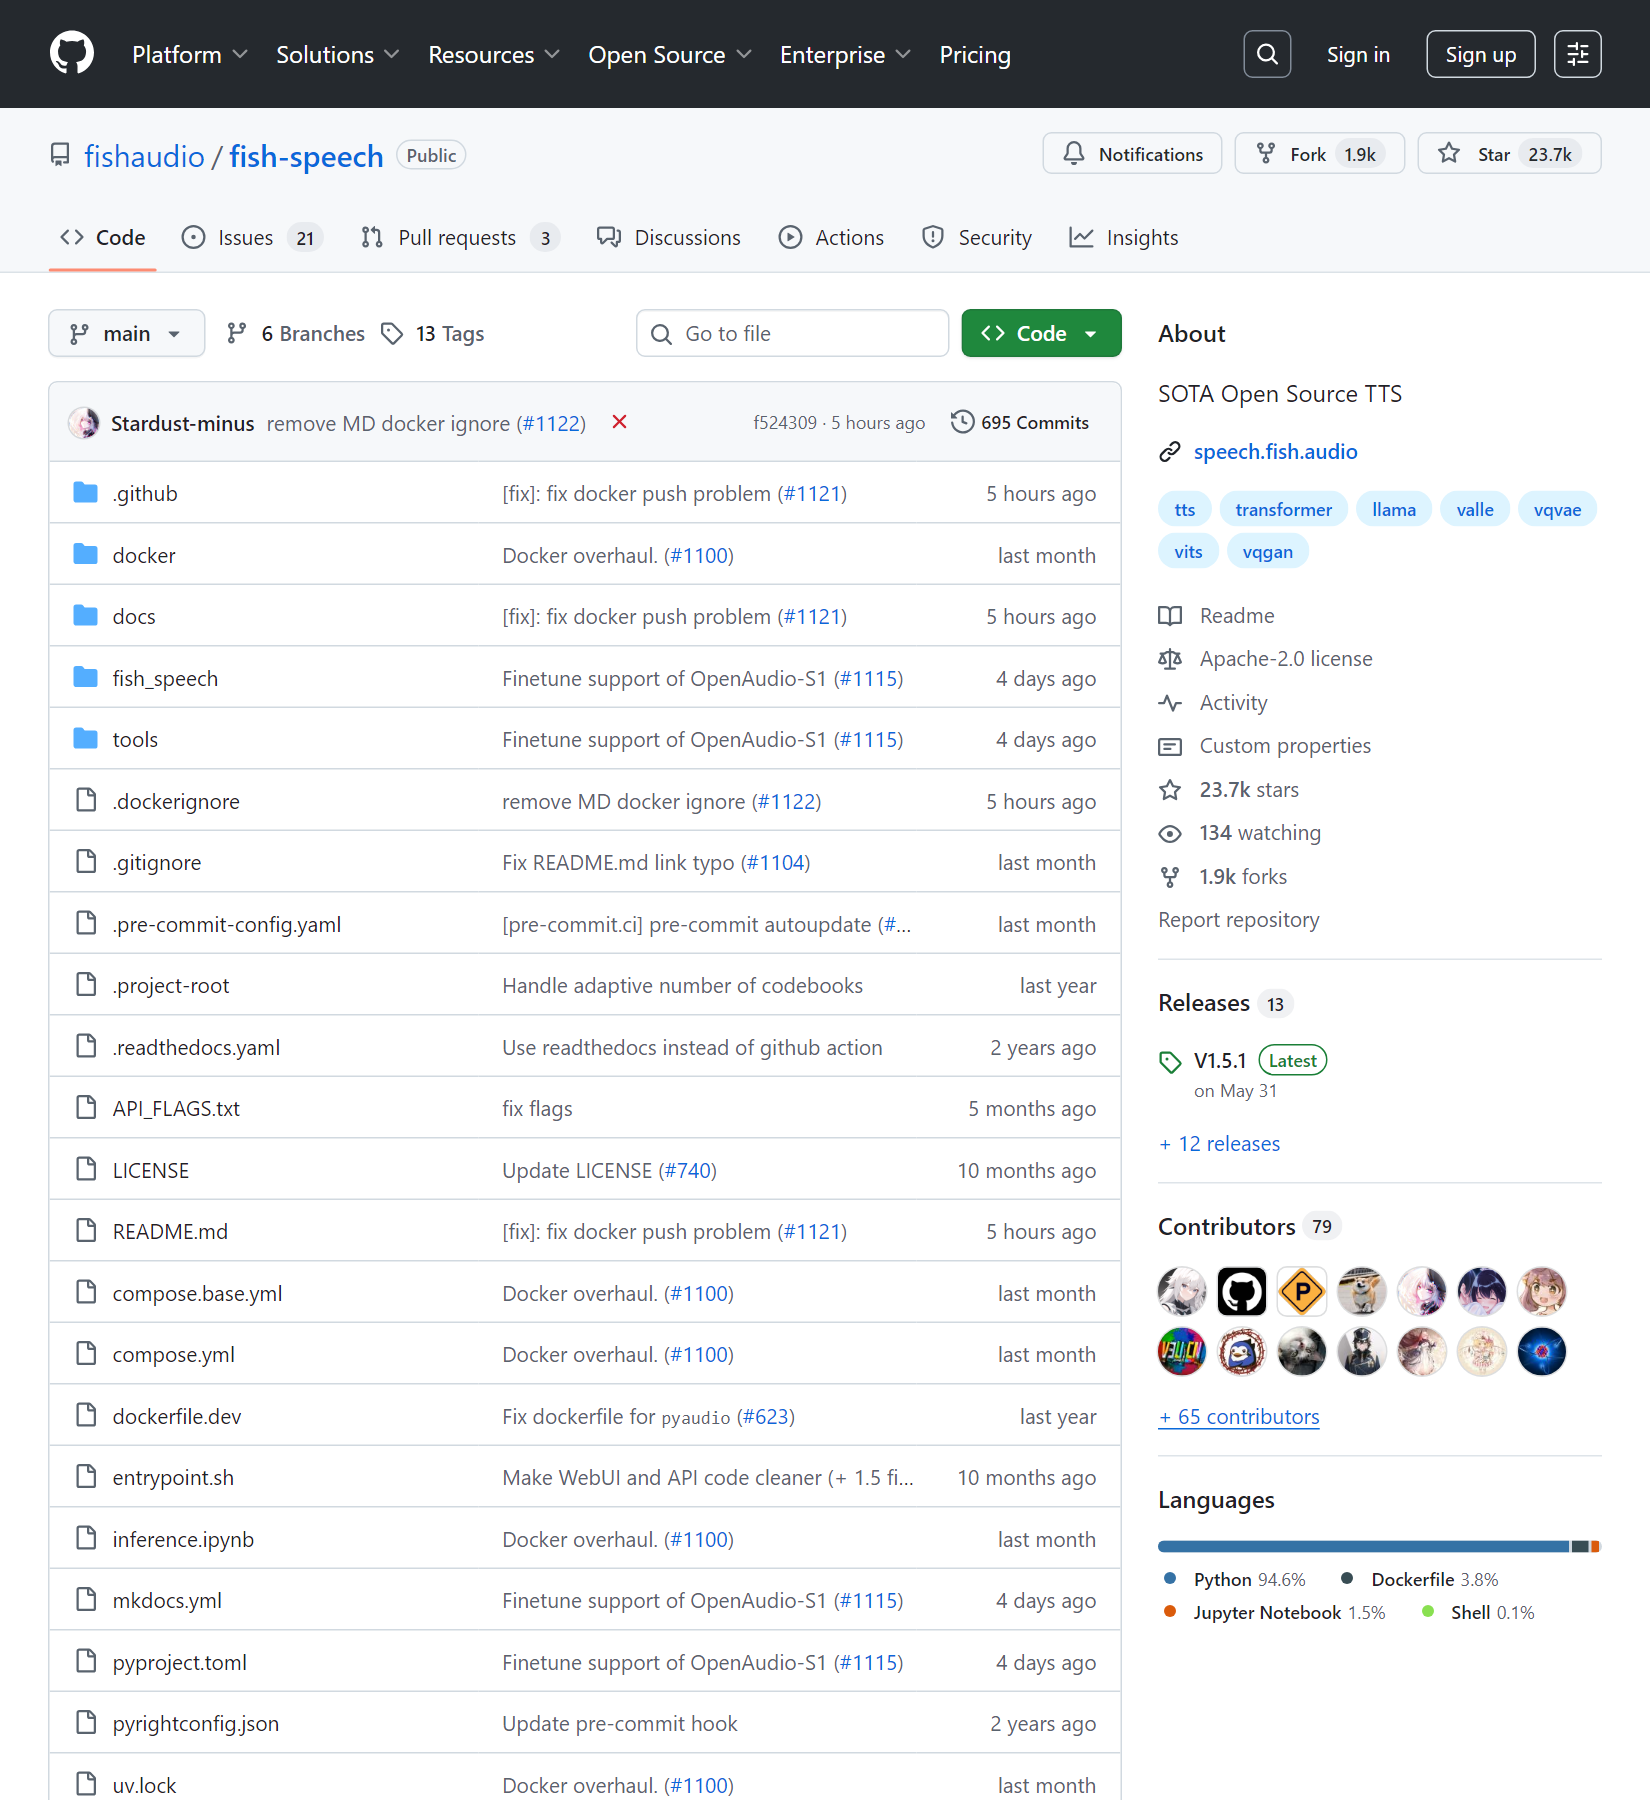 Platform Solutions Resources Open Source Enterprise Pricing Sign in Sign up
fishaudio / fish-speech Public Notifications Fork 1.9k Star 23.7k
Code Issues 21 Pull requests 3 Discussions Actions Security Insights
main 6 Branches 13 Tags Go to file Code
Stardust-minus remove MD docker ignore (#1122) f524309 · 5 hours ago 695 Commits
.github [fix]: fix docker push problem (#1121) 5 hours ago
docker Docker overhaul. (#1100) last month
docs [fix]: fix docker push problem (#1121) 5 hours ago
fish_speech Finetune support of OpenAudio-S1 (#1115) 4 days ago
tools Finetune support of OpenAudio-S1 (#1115) 4 days ago
.dockerignore remove MD docker ignore (#1122) 5 hours ago
.gitignore Fix README.md link typo (#1104) last month
.pre-commit-config.yaml [pre-commit.ci] pre-commit autoupdate (#... last month
.project-root Handle adaptive number of codebooks last year
.readthedocs.yaml Use readthedocs instead of github action 2 years ago
API_FLAGS.txt fix flags 5 months ago
LICENSE Update LICENSE (#740) 10 months ago
README.md [fix]: fix docker push problem (#1121) 5 hours ago
compose.base.yml Docker overhaul. (#1100) last month
compose.yml Docker overhaul. (#1100) last month
dockerfile.dev Fix dockerfile for pyaudio (#623) last year
entrypoint.sh Make WebUI and API code cleaner (+ 1.5 fi... 10 months ago
inference.ipynb Docker overhaul. (#1100) last month
mkdocs.yml Finetune support of OpenAudio-S1 (#1115) 4 days ago
pyproject.toml Finetune support of OpenAudio-S1 (#1115) 4 days ago
pyrightconfig.json Update pre-commit hook 2 years ago
uv.lock Docker overhaul. (#1100) last month
About
SOTA Open Source TTS
speech.fish.audio
tts transformer llama valle vqvae
vits vqgan
Readme
Apache-2.0 license
Activity
Custom properties
23.7k stars
134 watching
1.9k forks
Report repository
Releases 13
V1.5.1 Latest
on May 31
+ 12 releases
Contributors 79
P
V3U.CN
+ 65 contributors
Languages
Python 94.6% Dockerfile 3.8%
Jupyter Notebook 1.5% Shell 0.1%